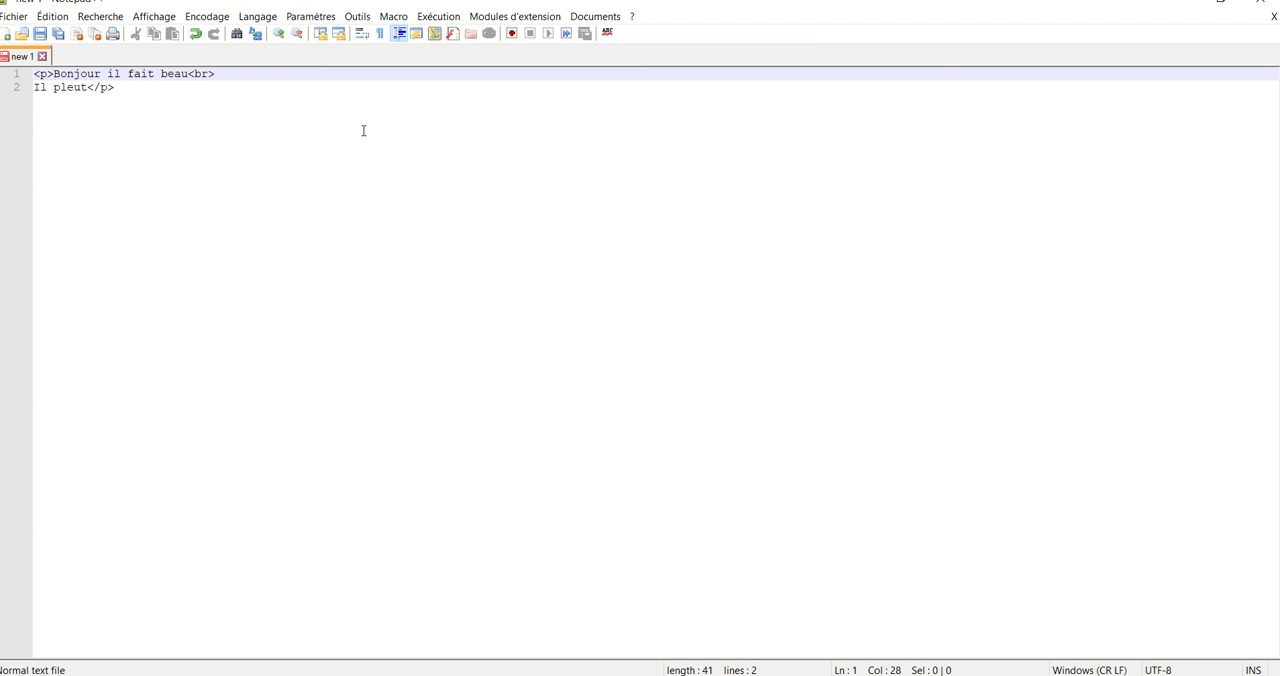 Fichier Édition Recherche Affichage Encodage Langage Paramètres Outils Macro Exécution Modules d'extension Documents ? X
ABC
new 1
1 <p>Bonjour il fait beau<br>
2 Il pleut</p>
Normal text file length : 41 lines : 2 Ln : 1 Col : 28 Sel : 0 | 0 Windows (CR LF) UTF-8 INS